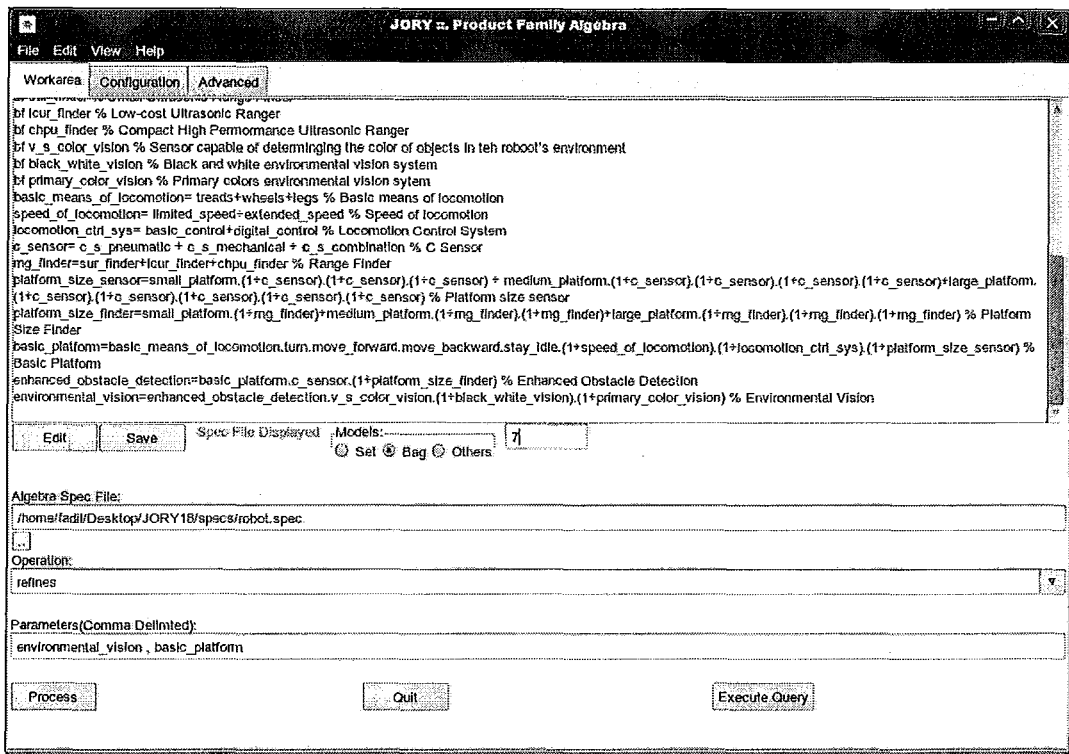 JORY ::. Product Family Algebra
File Edit View Help
Workarea Configuration Advanced
bf lcur_finder % Low-cost Ultrasonic Ranger
bf chpu_finder % Compact High Permormance Ultrasonic Ranger
bf v_s_color_vision % Sensor capable of determinging the color of objects in teh roboot's environment
bf black_white_vision % Black and white environmental vision system
bf primary_color_vision % Primary colors environmental vision sytem
basic_means_of_locomotion= treads+wheels+legs % Basic means of locomotion
speed_of_locomotion= limited_speed+extended_speed % Speed of locomotion
locomotion_ctrl_sys= basic_control+digital_control % Locomotion Control System
c_sensor= c_s_pneumatic + c_s_mechanical + c_s_combination % C Sensor
rng_finder=sur_finder+lcur_finder+chpu_finder % Range Finder
platform_size_sensor=small_platform.(1+c_sensor).(1+c_sensor).(1+c_sensor) + medium_platform.(1+c_sensor).(1+c_sensor).(1+c_sensor).(1+c_sensor)+large_platform.
(1+c_sensor).(1+c_sensor).(1+c_sensor).(1+c_sensor).(1+c_sensor) % Platform size sensor
platform_size_finder=small_platform.(1+rng_finder)+medium_platform.(1+rng_finder).(1+rng_finder)+large_platform.(1+rng_finder).(1+rng_finder).(1+rng_finder) % Platform
Size Finder
basic_platform=basic_means_of_locomotion.turn.move_forward.move_backward.stay_idle.(1+speed_of_locomotion).(1+locomotion_ctrl_sys).(1+platform_size_sensor) %
Basic Platform
enhanced_obstacle_detection=basic_platform.c_sensor.(1+platform_size_finder) % Enhanced Obstacle Detection
environmental_vision=enhanced_obstacle_detection.v_s_color_vision.(1+black_white_vision).(1+primary_color_vision) % Environmental Vision
Edit Save Spec File Displayed Models: 7
Set Bag Others
Algebra Spec File:
/home/fadil/Desktop/JORY18/specs/robot.spec
...
Operation:
refines
Parameters(Comma Delimted):
environmental_vision , basic_platform
Process Quit Execute Query